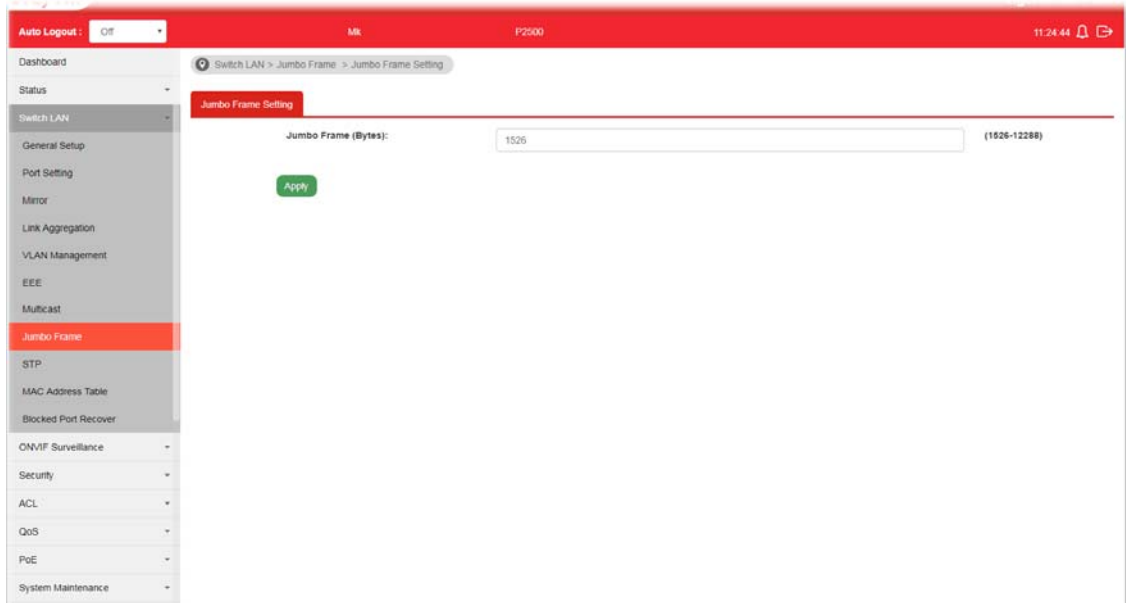 Auto Logout : Off Mk P2500 11:24:44
Dashboard
Switch LAN > Jumbo Frame > Jumbo Frame Setting
Status
Jumbo Frame Setting
Switch LAN
Jumbo Frame (Bytes): 1526 (1526-12288)
General Setup
Port Setting
Apply
Mirror
Link Aggregation
VLAN Management
EEE
Multicast
Jumbo Frame
STP
MAC Address Table
Blocked Port Recover
ONVIF Surveillance
Security
ACL
QoS
PoE
System Maintenance